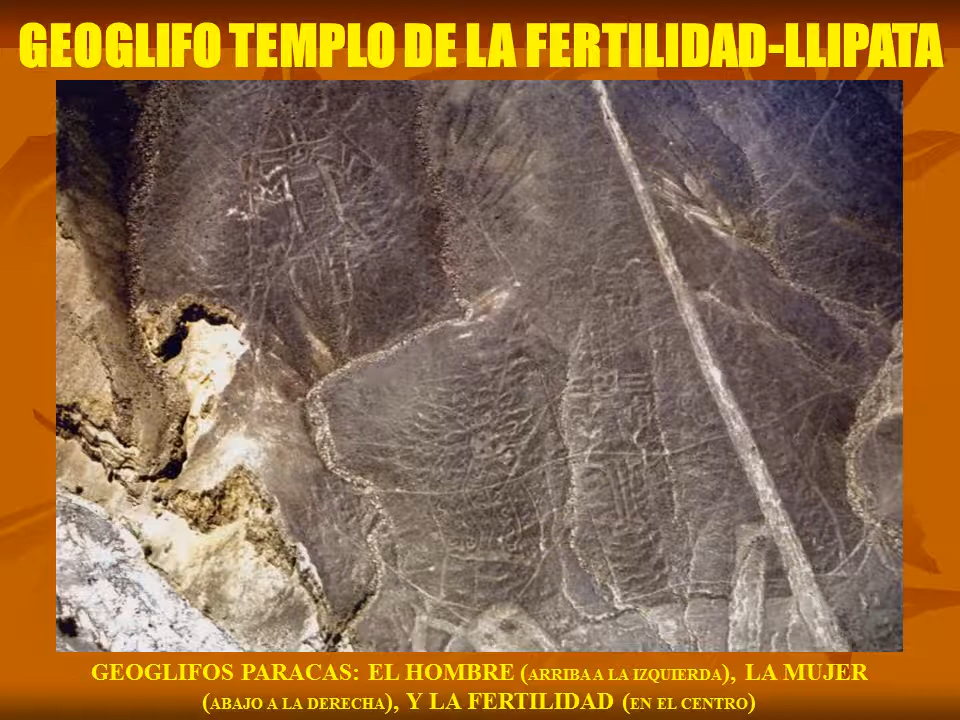 GEOGLIFO TEMPLO DE LA FERTILIDAD-LLIPATA
GEOGLIFOS PARACAS: EL HOMBRE (ARRIBA A LA IZQUIERDA), LA MUJER
(ABAJO A LA DERECHA), Y LA FERTILIDAD (EN EL CENTRO)